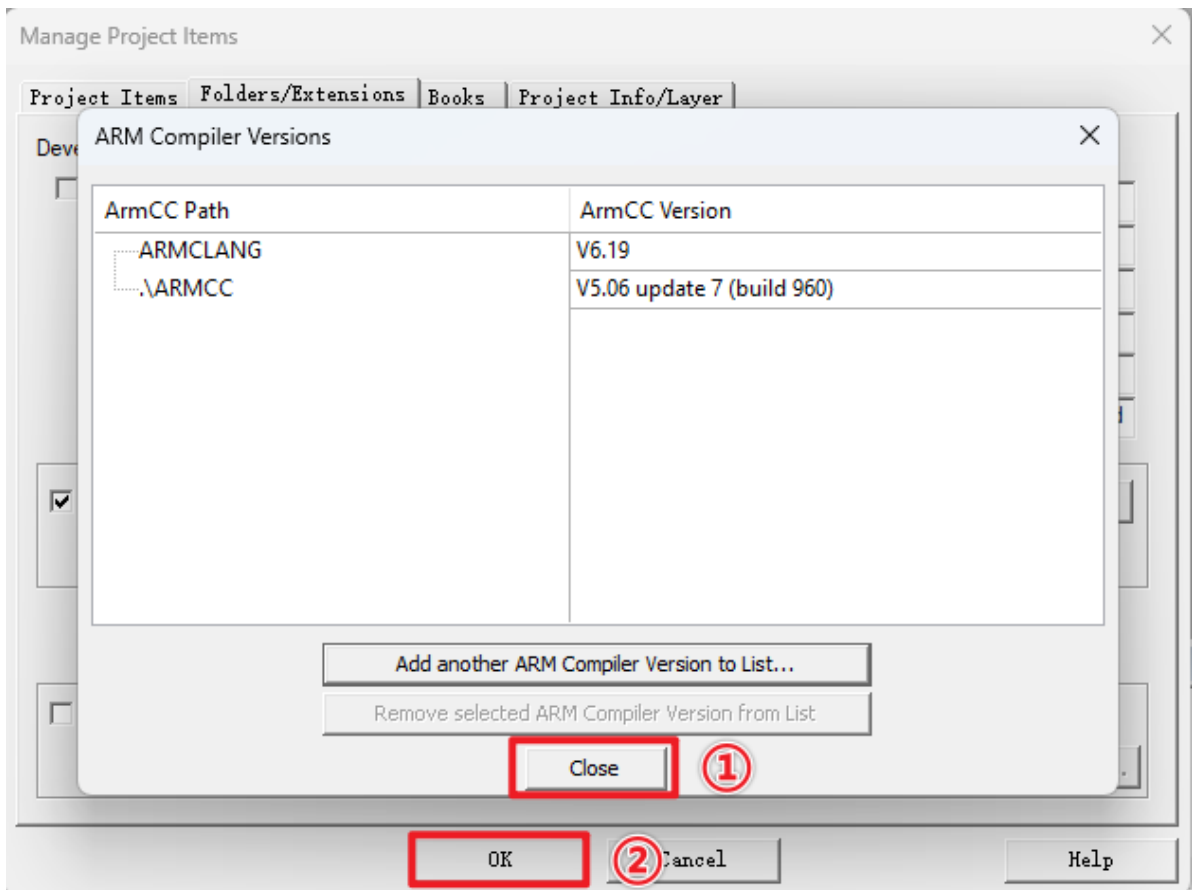 Manage Project Items
Project Items Folders/Extensions Books Project Info/Layer
ARM Compiler Versions
ArmCC Path ArmCC Version
ARMCLANG V6.19
.\ARMCC V5.06 update 7 (build 960)
Add another ARM Compiler Version to List...
Remove selected ARM Compiler Version from List
Close ①
OK ② Cancel Help